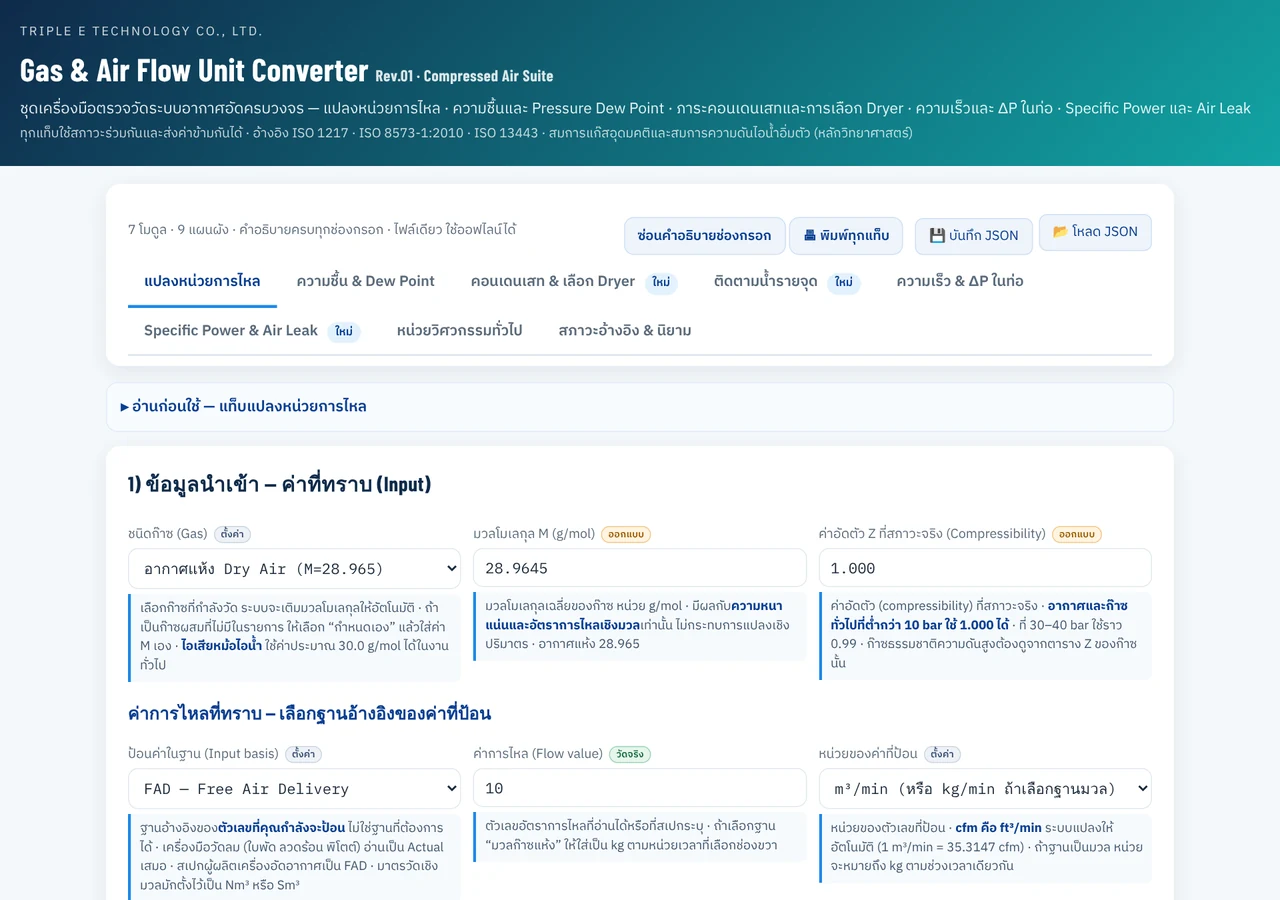 TRIPLE E TECHNOLOGY CO., LTD.
Gas & Air Flow Unit Converter Rev.01 · Compressed Air Suite
ชุดเครื่องมือตรวจวัดระบบอากาศอัดครบวงจร — แปลงหน่วยการไหล · ความชื้นและ Pressure Dew Point · ภาระคอนเดนเสทและการเลือก Dryer · ความเร็วและ ΔP ในท่อ · Specific Power และ Air Leak
ทุกแท็บใช้สภาวะร่วมกันและส่งค่าข้ามกันได้ · อ้างอิง ISO 1217 · ISO 8573-1:2010 · ISO 13443 · สมการแก๊สอุดมคติและสมการความดันไอน้ำอิ่มตัว (หลักวิทยาศาสตร์)
7 โมดูล · 9 แผนผัง · คำอธิบายครบทุกช่องกรอก · ไฟล์เดียว ใช้ออฟไลน์ได้
ซ่อนคำอธิบายช่องกรอก
🖶 พิมพ์ทุกแท็บ
💾 บันทึก JSON
📂 โหลด JSON
แปลงหน่วยการไหล
ความชื้น & Dew Point
คอนเดนเสท & เลือก Dryer ใหม่
ติดตามน้ำรายจุด ใหม่
ความเร็ว & ΔP ในท่อ
Specific Power & Air Leak ใหม่
หน่วยวิศวกรรมทั่วไป
สภาวะอ้างอิง & นิยาม
▸ อ่านก่อนใช้ — แท็บแปลงหน่วยการไหล
1) ข้อมูลนำเข้า – ค่าที่ทราบ (Input)
ชนิดก๊าซ (Gas) ตั้งค่า
อากาศแห้ง Dry Air (M=28.965)
เลือกก๊าซที่กำลังวัด ระบบจะเติมมวลโมเลกุลให้อัตโนมัติ · ถ้า
เป็นก๊าซผสมที่ไม่มีในรายการ ให้เลือก “กำหนดเอง” แล้วใส่ค่า
M เอง · ไอเสียหม้อไอน้ำ ใช้ค่าประมาณ 30.0 g/mol ได้ในงาน
ทั่วไป
มวลโมเลกุล M (g/mol) ออกแบบ
28.9645
มวลโมเลกุลเฉลี่ยของก๊าซ หน่วย g/mol · มีผลกับความหนา
แน่นและอัตราการไหลเชิงมวลเท่านั้น ไม่กระทบการแปลงเชิง
ปริมาตร · อากาศแห้ง 28.965
ค่าอัดตัว Z ที่สภาวะจริง (Compressibility) ออกแบบ
1.000
ค่าอัดตัว (compressibility) ที่สภาวะจริง · อากาศและก๊าซ
ทั่วไปที่ต่ำกว่า 10 bar ใช้ 1.000 ได้ · ที่ 30–40 bar ใช้ราว
0.99 · ก๊าซธรรมชาติความดันสูงต้องดูจากตาราง Z ของก๊าซ
นั้น
ค่าการไหลที่ทราบ – เลือกฐานอ้างอิงของค่าที่ป้อน
ป้อนค่าในฐาน (Input basis) ตั้งค่า
FAD — Free Air Delivery
ฐานอ้างอิงของตัวเลขที่คุณกำลังจะป้อน ไม่ใช่ฐานที่ต้องการ
ได้ · เครื่องมือวัดลม (ใบพัด ลวดร้อน พิโตต์) อ่านเป็น Actual
เสมอ · สเปกผู้ผลิตเครื่องอัดอากาศเป็น FAD · มาตรวัดเชิง
มวลมักตั้งไว้เป็น Nm³ หรือ Sm³
ค่าการไหล (Flow value) วัดจริง
10
ตัวเลขอัตราการไหลที่อ่านได้หรือที่สเปกระบุ · ถ้าเลือกฐาน
“มวลก๊าซแห้ง” ให้ใส่เป็น kg ตามหน่วยเวลาที่เลือกช่องขวา
หน่วยของค่าที่ป้อน ตั้งค่า
m³/min (หรือ kg/min ถ้าเลือกฐานมวล)
หน่วยของตัวเลขที่ป้อน · cfm คือ ft³/min ระบบแปลงให้
อัตโนมัติ (1 m³/min = 35.3147 cfm) · ถ้าฐานเป็นมวล หน่วย
จะหมายถึง kg ตามช่วงเวลาเดียวกัน